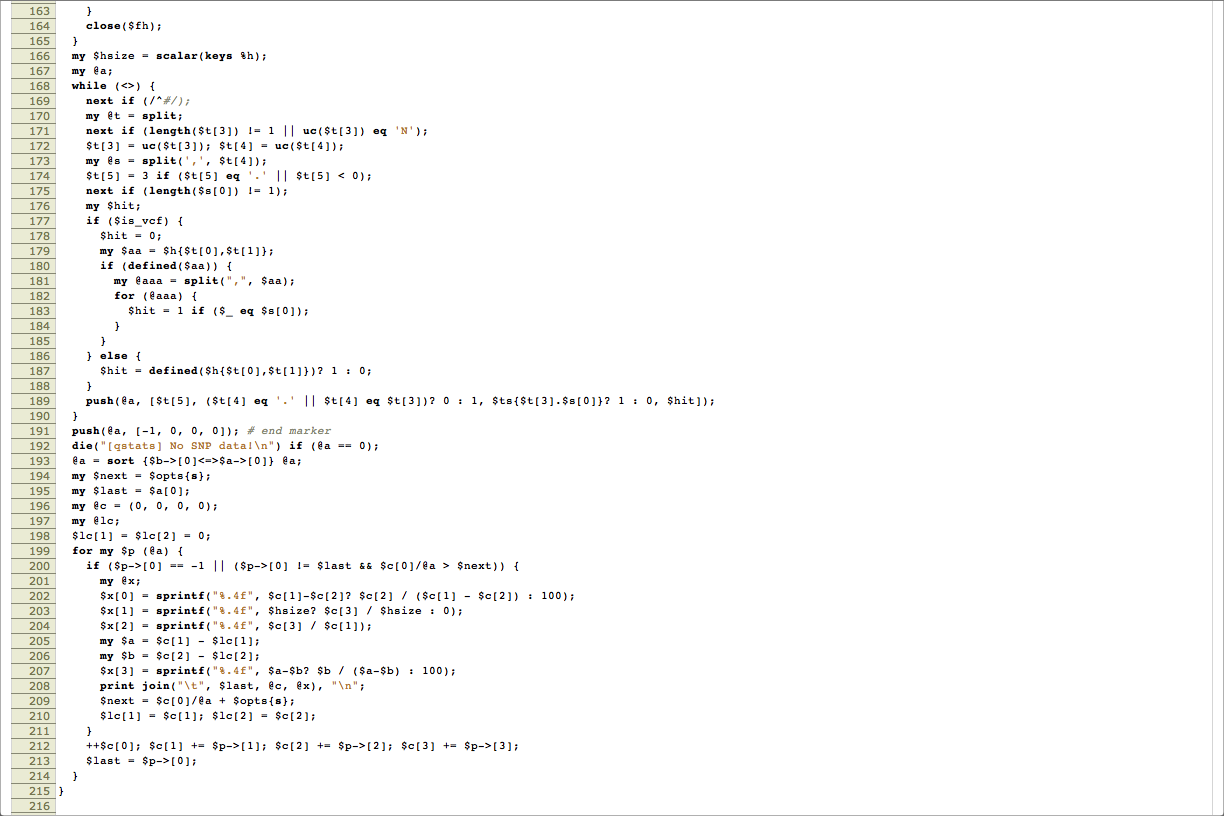 163     }
164     close($fh);
165   }
166   my $hsize = scalar(keys %h);
167   my @a;
168   while (<>) {
169     next if (/^#/);
170     my @t = split;
171     next if (length($t[3]) != 1 || uc($t[3]) eq 'N');
172     $t[3] = uc($t[3]); $t[4] = uc($t[4]);
173     my @s = split(',', $t[4]);
174     $t[5] = 3 if ($t[5] eq '.' || $t[5] < 0);
175     next if (length($s[0]) != 1);
176     my $hit;
177     if ($is_vcf) {
178       $hit = 0;
179       my $aa = $h{$t[0],$t[1]};
180       if (defined($aa)) {
181         my @aaa = split(",", $aa);
182         for (@aaa) {
183           $hit = 1 if ($_ eq $s[0]);
184         }
185       }
186     } else {
187       $hit = defined($h{$t[0],$t[1]})? 1 : 0;
188     }
189     push(@a, [$t[5], ($t[4] eq '.' || $t[4] eq $t[3])? 0 : 1, $ts{$t[3].$s[0]}? 1 : 0, $hit]);
190   }
191   push(@a, [-1, 0, 0, 0]); # end marker
192   die("[qstats] No SNP data!\n") if (@a == 0);
193   @a = sort {$b->[0]<=>$a->[0]} @a;
194   my $next = $opts{s};
195   my $last = $a[0];
196   my @c = (0, 0, 0, 0);
197   my @lc;
198   $lc[1] = $lc[2] = 0;
199   for my $p (@a) {
200     if ($p->[0] == -1 || ($p->[0] != $last && $c[0]/@a > $next)) {
201       my @x;
202       $x[0] = sprintf("%.4f", $c[1]-$c[2]? $c[2] / ($c[1] - $c[2]) : 100);
203       $x[1] = sprintf("%.4f", $hsize? $c[3] / $hsize : 0);
204       $x[2] = sprintf("%.4f", $c[3] / $c[1]);
205       my $a = $c[1] - $lc[1];
206       my $b = $c[2] - $lc[2];
207       $x[3] = sprintf("%.4f", $a-$b? $b / ($a-$b) : 100);
208       print join("\t", $last, @c, @x), "\n";
209       $next = $c[0]/@a + $opts{s};
210       $lc[1] = $c[1]; $lc[2] = $c[2];
211     }
212     ++$c[0]; $c[1] += $p->[1]; $c[2] += $p->[2]; $c[3] += $p->[3];
213     $last = $p->[0];
214   }
215 }
216